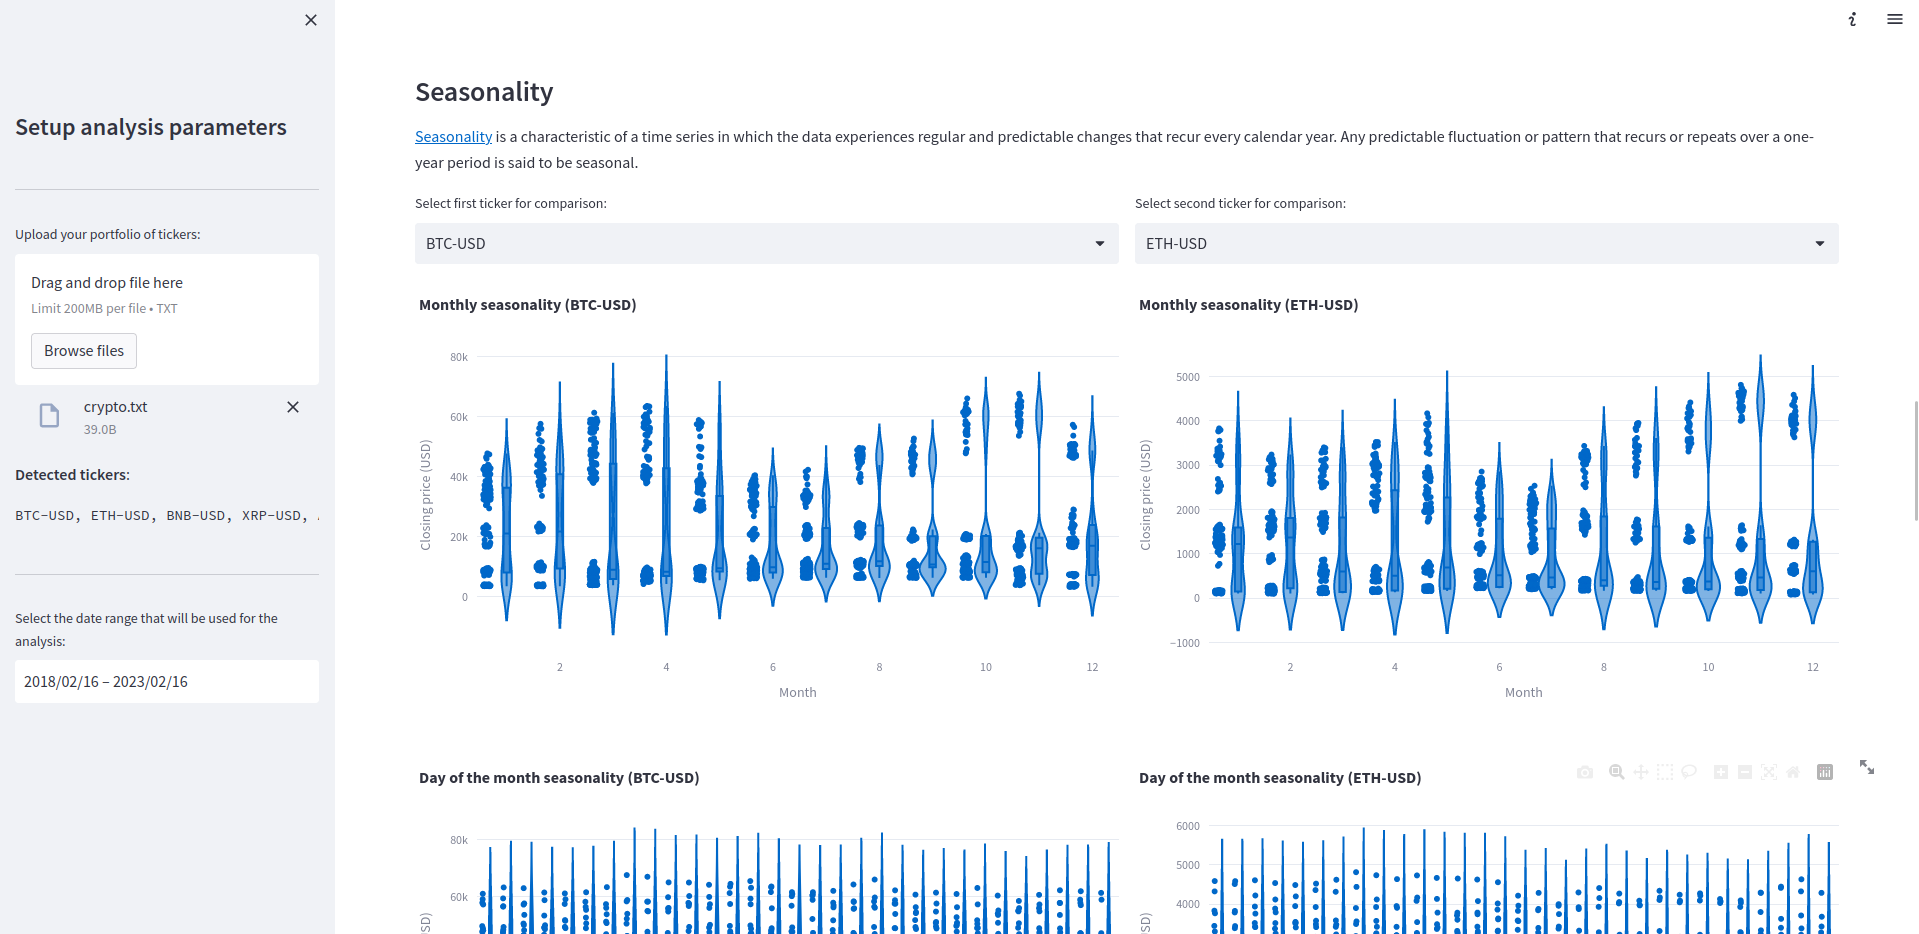 Setup analysis parameters
Upload your portfolio of tickers:
Drag and drop file here
Limit 200MB per file • TXT
Browse files
crypto.txt
39.0B
Detected tickers:
BTC-USD, ETH-USD, BNB-USD, XRP-USD,
Select the date range that will be used for the
analysis:
2018/02/16 – 2023/02/16
Seasonality
Seasonality is a characteristic of a time series in which the data experiences regular and predictable changes that recur every calendar year. Any predictable fluctuation or pattern that recurs or repeats over a one-
year period is said to be seasonal.
Select first ticker for comparison:
BTC-USD
Select second ticker for comparison:
ETH-USD
Monthly seasonality (BTC-USD)
80k
60k
40k
20k
0
Closing price (USD)
2 4 6 8 10 12
Month
Monthly seasonality (ETH-USD)
5000
4000
3000
2000
1000
0
−1000
Closing price (USD)
2 4 6 8 10 12
Month
Day of the month seasonality (BTC-USD)
80k
60k
USD)
Day of the month seasonality (ETH-USD)
6000
5000
4000
USD)